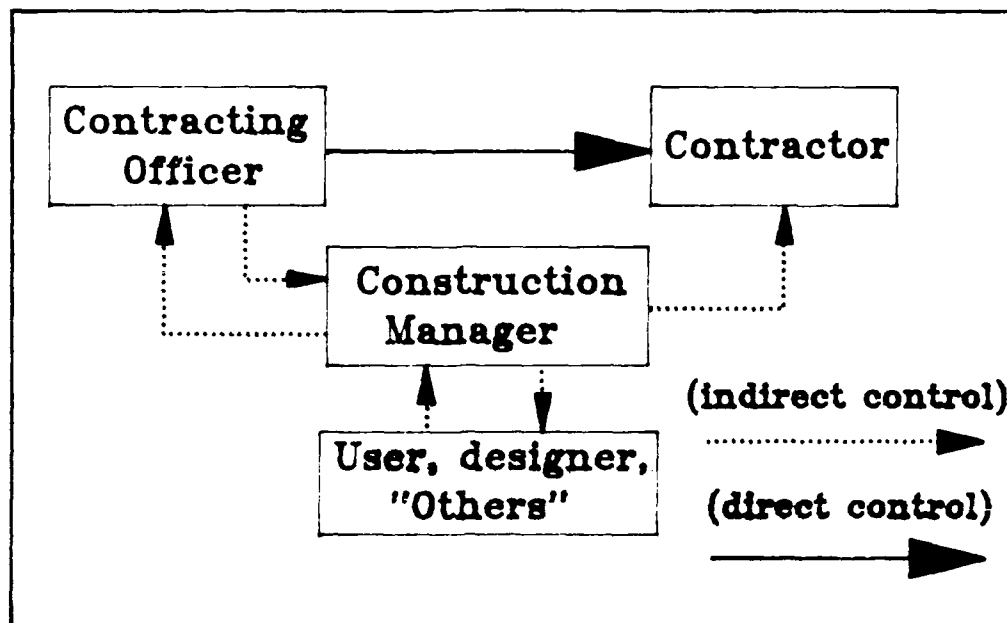 Contracting
Officer
Contractor
Construction
Manager
User, designer,
"Others"
(indirect control)
(direct control)